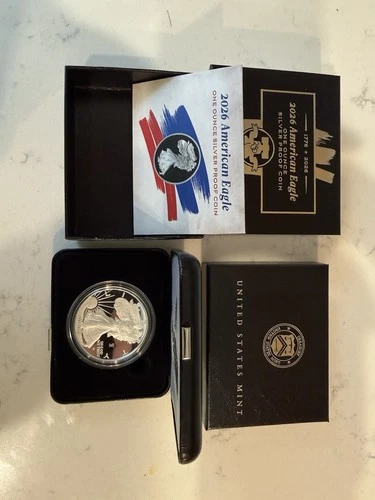 2026 American Eagle
ONE OUNCE SILVER PROOF COIN
1776 - 2026
2026 American Eagle
ONE OUNCE
SILVER PROOF COIN
UNITED STATES MINT